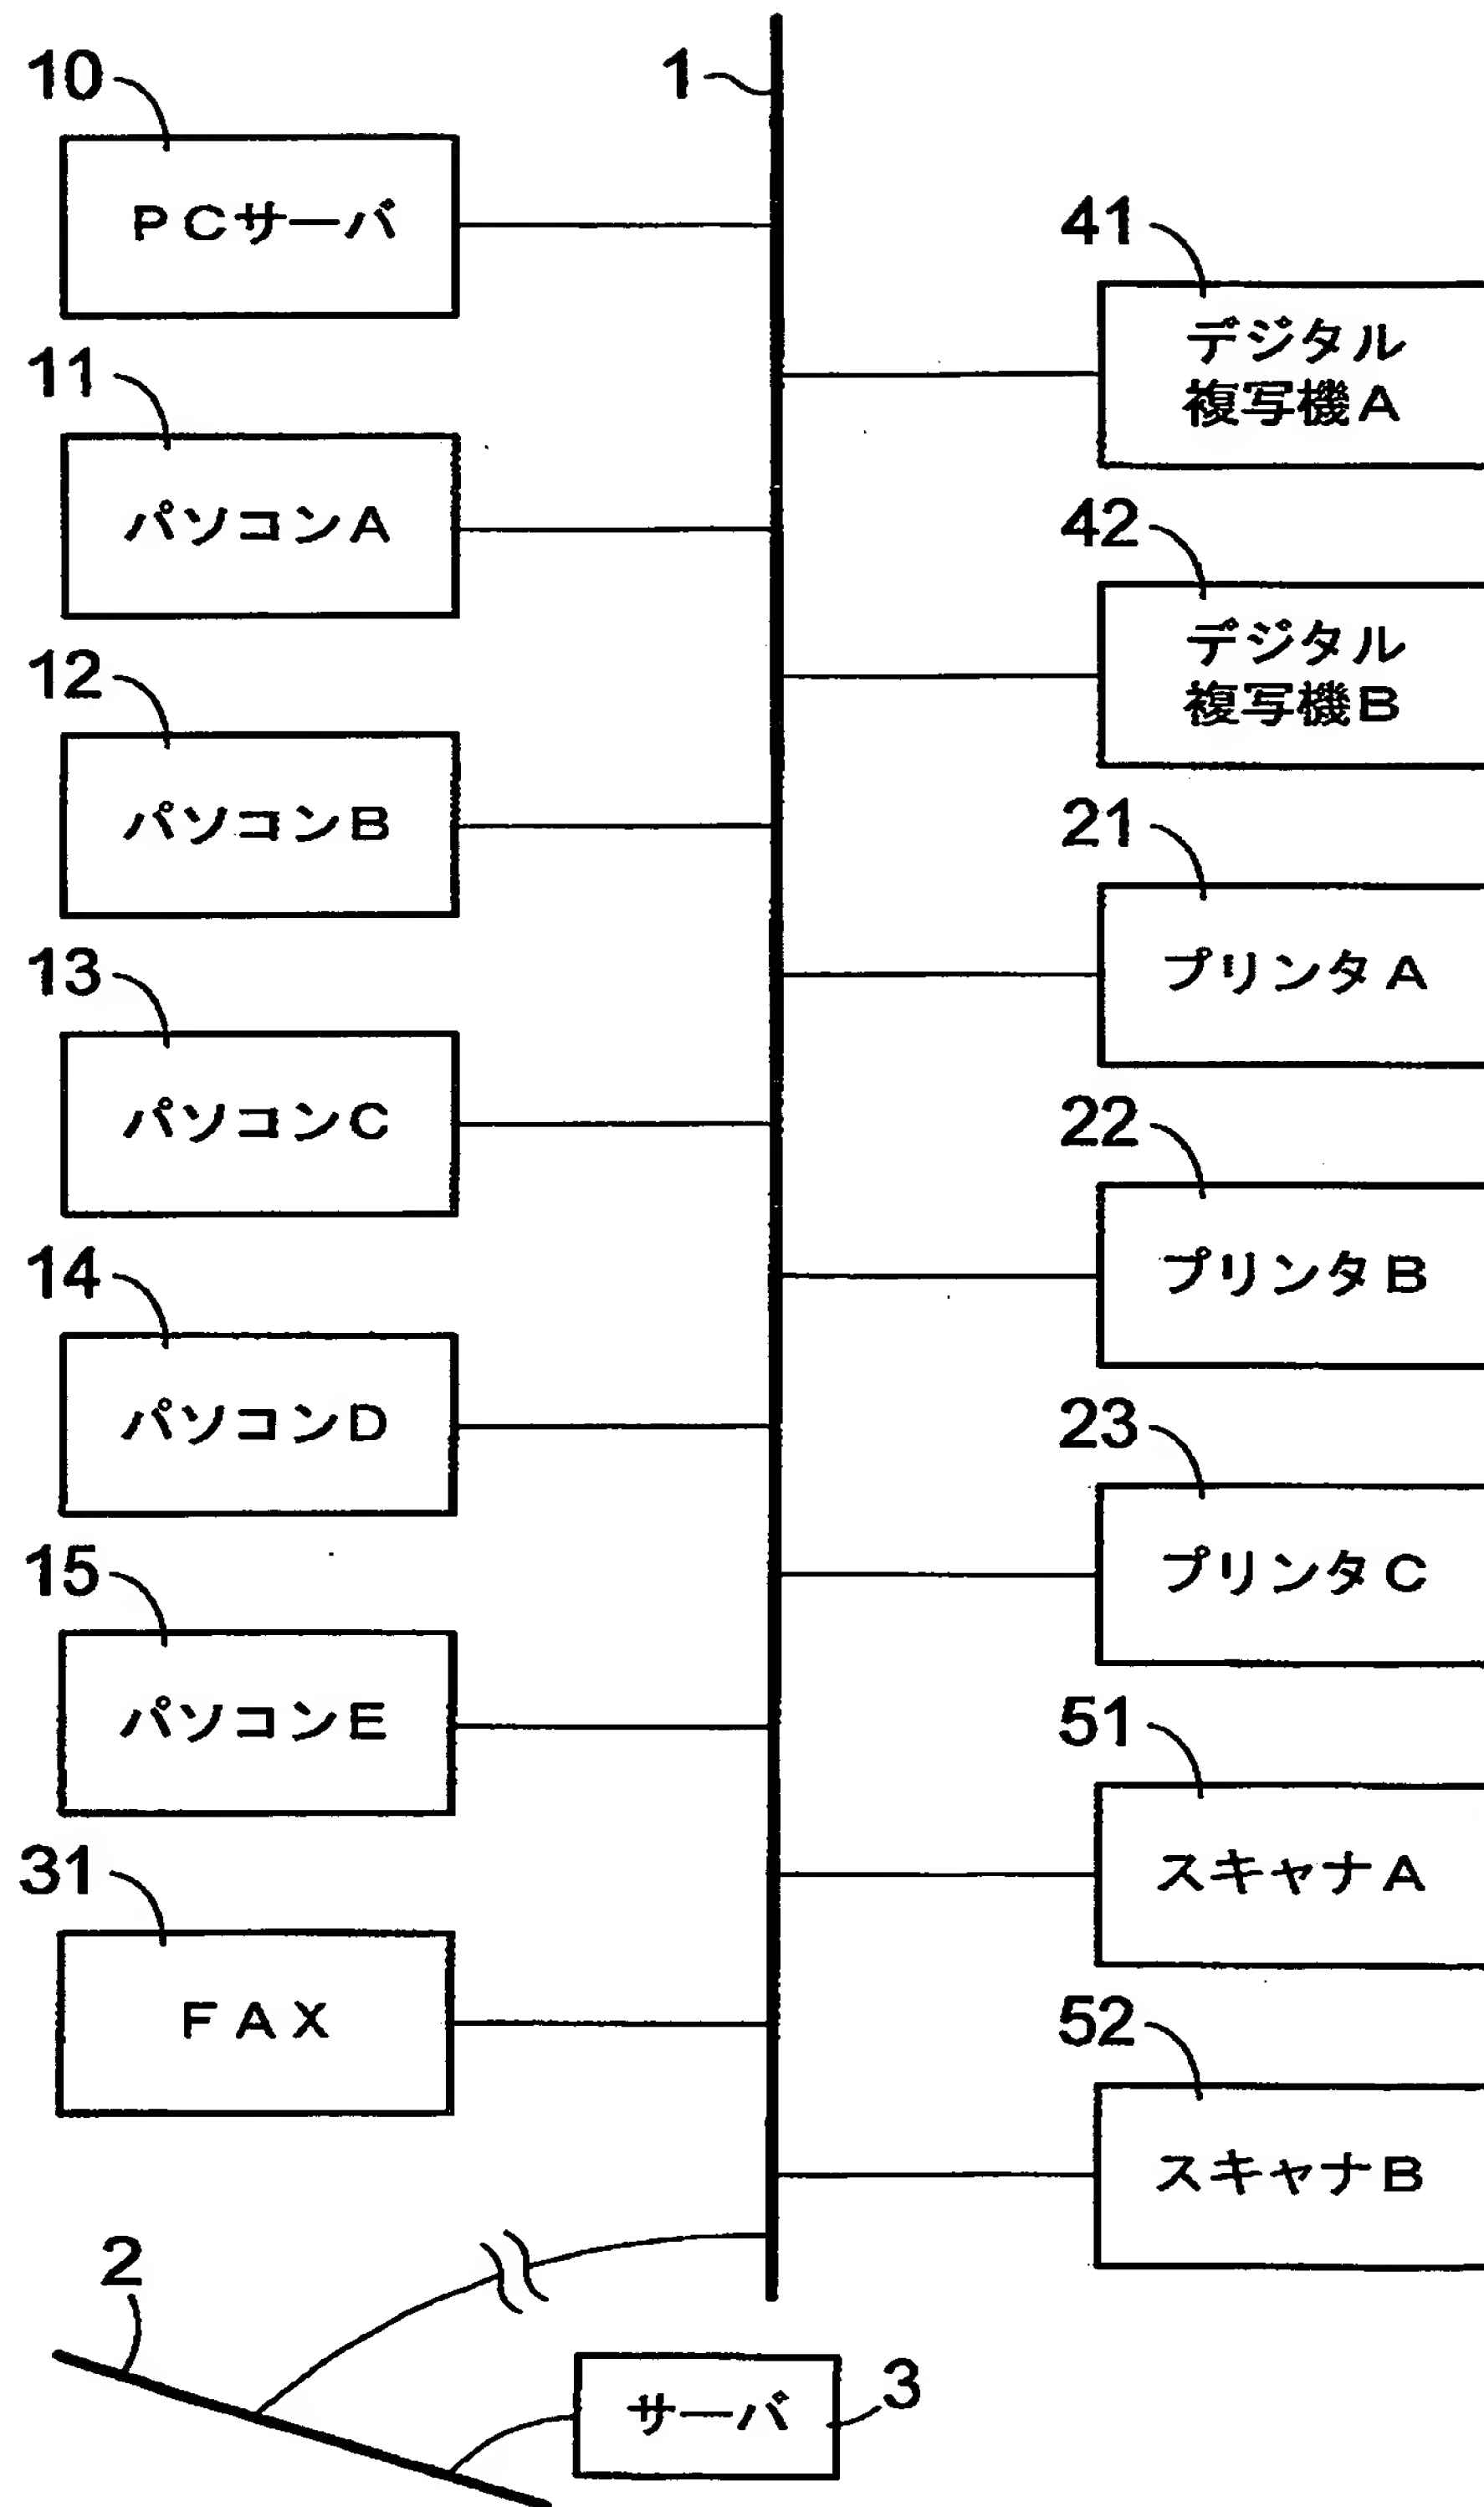 1
10
PCサーバ
11
パソコンA
12
パソコンB
13
パソコンC
14
パソコンD
15
パソコンE
31
FAX
41
デジタル
複写機A
42
デジタル
複写機B
21
プリンタA
22
プリンタB
23
プリンタC
51
スキャナA
52
スキャナB
2
サーバ
3